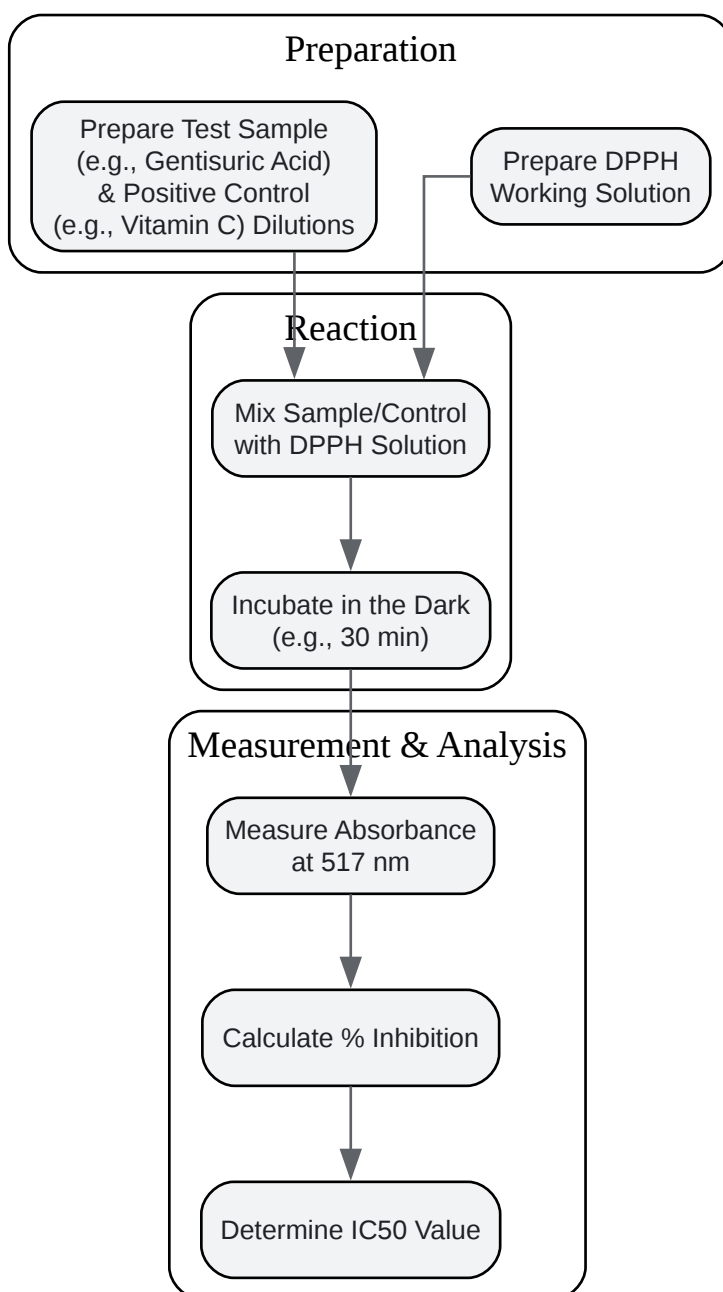 Preparation
Prepare Test Sample
(e.g., Gentisuric Acid)
& Positive Control
(e.g., Vitamin C) Dilutions
Prepare DPPH
Working Solution
Reaction
Mix Sample/Control
with DPPH Solution
Incubate in the Dark
(e.g., 30 min)
Measurement & Analysis
Measure Absorbance
at 517 nm
Calculate % Inhibition
Determine IC50 Value